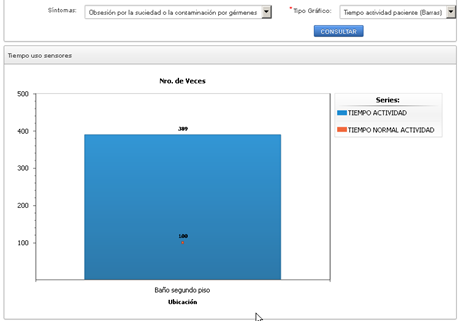 Síntomas: Obsesión por la suciedad o la contaminación por gérmenes * Tipo Gráfico: Tiempo actividad paciente (Barras)
CONSULTAR
Tiempo uso sensores
Nro. de Veces
500
400
300
200
100
389
100
Baño segundo piso
Ubicación
Series:
TIEMPO ACTIVIDAD
TIEMPO NORMAL ACTIVIDAD